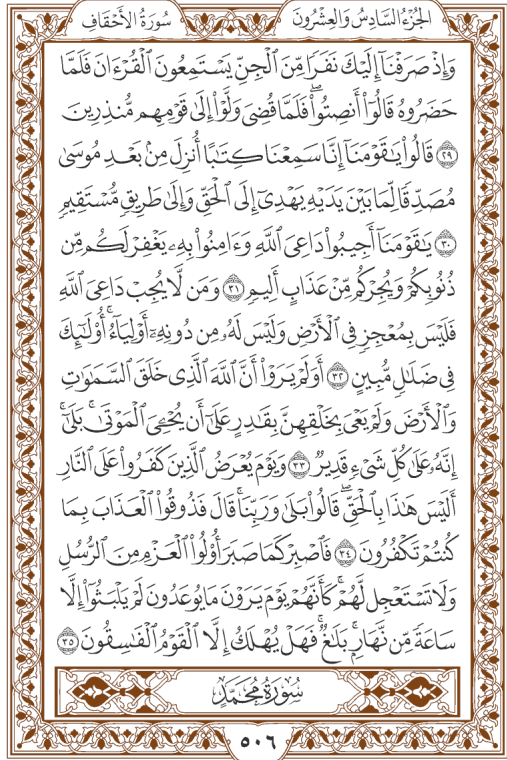 الجُزْءُ السَّادِسُ وَالعِشْرُونَ
سُورَةُ الأَحْقَافِ
وَإِذْ صَرَفْنَآ إِلَيْكَ نَفَرًا مِّنَ ٱلْجِنِّ يَسْتَمِعُونَ ٱلْقُرْءَانَ فَلَمَّا
حَضَرُوهُ قَالُوٓا۟ أَنصِتُوا۟ۖ فَلَمَّا قُضِىَ وَلَّوْا۟ إِلَىٰ قَوْمِهِم مُّنذِرِينَ
٢٩ قَالُوا۟ يَـٰقَوْمَنَآ إِنَّا سَمِعْنَا كِتَـٰبًا أُنزِلَ مِنۢ بَعْدِ مُوسَىٰ
مُصَدِّقًا لِّمَا بَيْنَ يَدَيْهِ يَهْدِىٓ إِلَى ٱلْحَقِّ وَإِلَىٰ طَرِيقٍ مُّسْتَقِيمٍ
٣٠ يَـٰقَوْمَنَآ أَجِيبُوا۟ دَاعِىَ ٱللَّهِ وَءَامِنُوا۟ بِهِۦ يَغْفِرْ لَكُم مِّن
ذُنُوبِكُمْ وَيُجِرْكُم مِّنْ عَذَابٍ أَلِيمٍ ٣١ وَمَن لَّا يُجِبْ دَاعِىَ ٱللَّهِ
فَلَيْسَ بِمُعْجِزٍ فِى ٱلْأَرْضِ وَلَيْسَ لَهُۥ مِن دُونِهِۦٓ أَوْلِيَآءُۚ أُو۟لَـٰٓئِكَ
فِى ضَلَـٰلٍ مُّبِينٍ ٣٢ أَوَلَمْ يَرَوْا۟ أَنَّ ٱللَّهَ ٱلَّذِى خَلَقَ ٱلسَّمَـٰوَٰتِ
وَٱلْأَرْضَ وَلَمْ يَعْىَ بِخَلْقِهِنَّ بِقَـٰدِرٍ عَلَىٰٓ أَن يُحْـِۧىَ ٱلْمَوْتَىٰۚ بَلَىٰٓ
إِنَّهُۥ عَلَىٰ كُلِّ شَىْءٍ قَدِيرٌ ٣٣ وَيَوْمَ يُعْرَضُ ٱلَّذِينَ كَفَرُوا۟ عَلَى ٱلنَّارِ
أَلَيْسَ هَـٰذَا بِٱلْحَقِّۖ قَالُوا۟ بَلَىٰ وَرَبِّنَاۚ قَالَ فَذُوقُوا۟ ٱلْعَذَابَ بِمَا
كُنتُمْ تَكْفُرُونَ ٣٤ فَٱصْبِرْ كَمَا صَبَرَ أُو۟لُوا۟ ٱلْعَزْمِ مِنَ ٱلرُّسُلِ
وَلَا تَسْتَعْجِل لَّهُمْۚ كَأَنَّهُمْ يَوْمَ يَرَوْنَ مَا يُوعَدُونَ لَمْ يَلْبَثُوٓا۟ إِلَّا
سَاعَةً مِّن نَّهَارٍۭۚ بَلَـٰغٌۚ فَهَلْ يُهْلَكُ إِلَّا ٱلْقَوْمُ ٱلْفَـٰسِقُونَ ٣٥
سُورَةُ مُحَمَّدٍ
٥٠٦